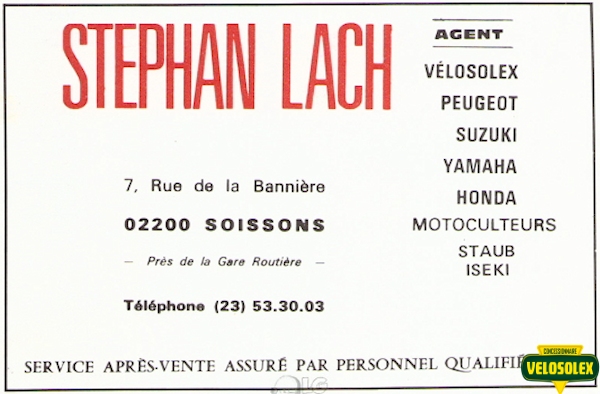 STEPHAN LACH
7, Rue de la Bannière
02200 SOISSONS
— Près de la Gare Routière —
Téléphone (23) 53.30.03
AGENT
VÉLOSOLEX
PEUGEOT
SUZUKI
YAMAHA
HONDA
MOTOCULTEURS
STAUB
ISEKI
SERVICE APRÈS-VENTE ASSURÉ PAR PERSONNEL QUALIFIÉ
CONCESSIONNAIRE
VELOSOLEX